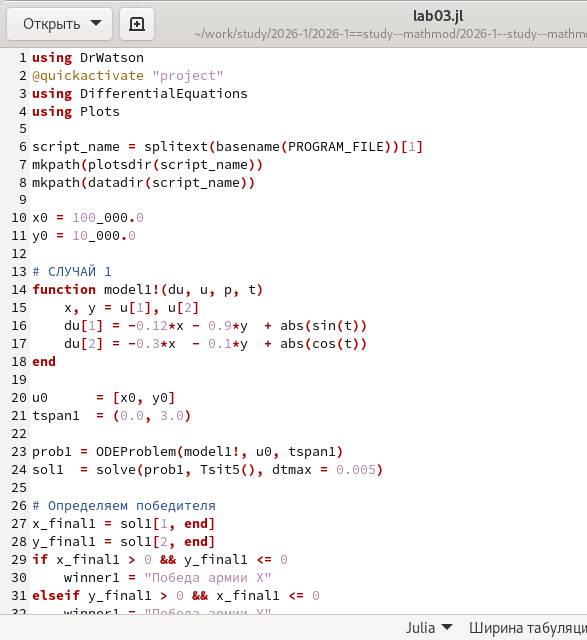 Открыть
lab03.jl
~/work/study/2026-1/2026-1==study--mathmod/2026-1--study--mathmo
1 using DrWatson
2 @quickactivate "project"
3 using DifferentialEquations
4 using Plots
5
6 script_name = splitext(basename(PROGRAM_FILE))[1]
7 mkpath(plotsdir(script_name))
8 mkpath(datadir(script_name))
9
10 x0 = 100_000.0
11 y0 = 10_000.0
12
13 # СЛУЧАЙ 1
14 function model1!(du, u, p, t)
15     x, y = u[1], u[2]
16     du[1] = -0.12*x - 0.9*y  + abs(sin(t))
17     du[2] = -0.3*x  - 0.1*y  + abs(cos(t))
18 end
19
20 u0      = [x0, y0]
21 tspan1  = (0.0, 3.0)
22
23 prob1 = ODEProblem(model1!, u0, tspan1)
24 sol1  = solve(prob1, Tsit5(), dtmax = 0.005)
25
26 # Определяем победителя
27 x_final1 = sol1[1, end]
28 y_final1 = sol1[2, end]
29 if x_final1 > 0 && y_final1 <= 0
30     winner1 = "Победа армии X"
31 elseif y_final1 > 0 && x_final1 <= 0
32     winner1 = "Победа армии Y"
Julia
Ширина табуляци